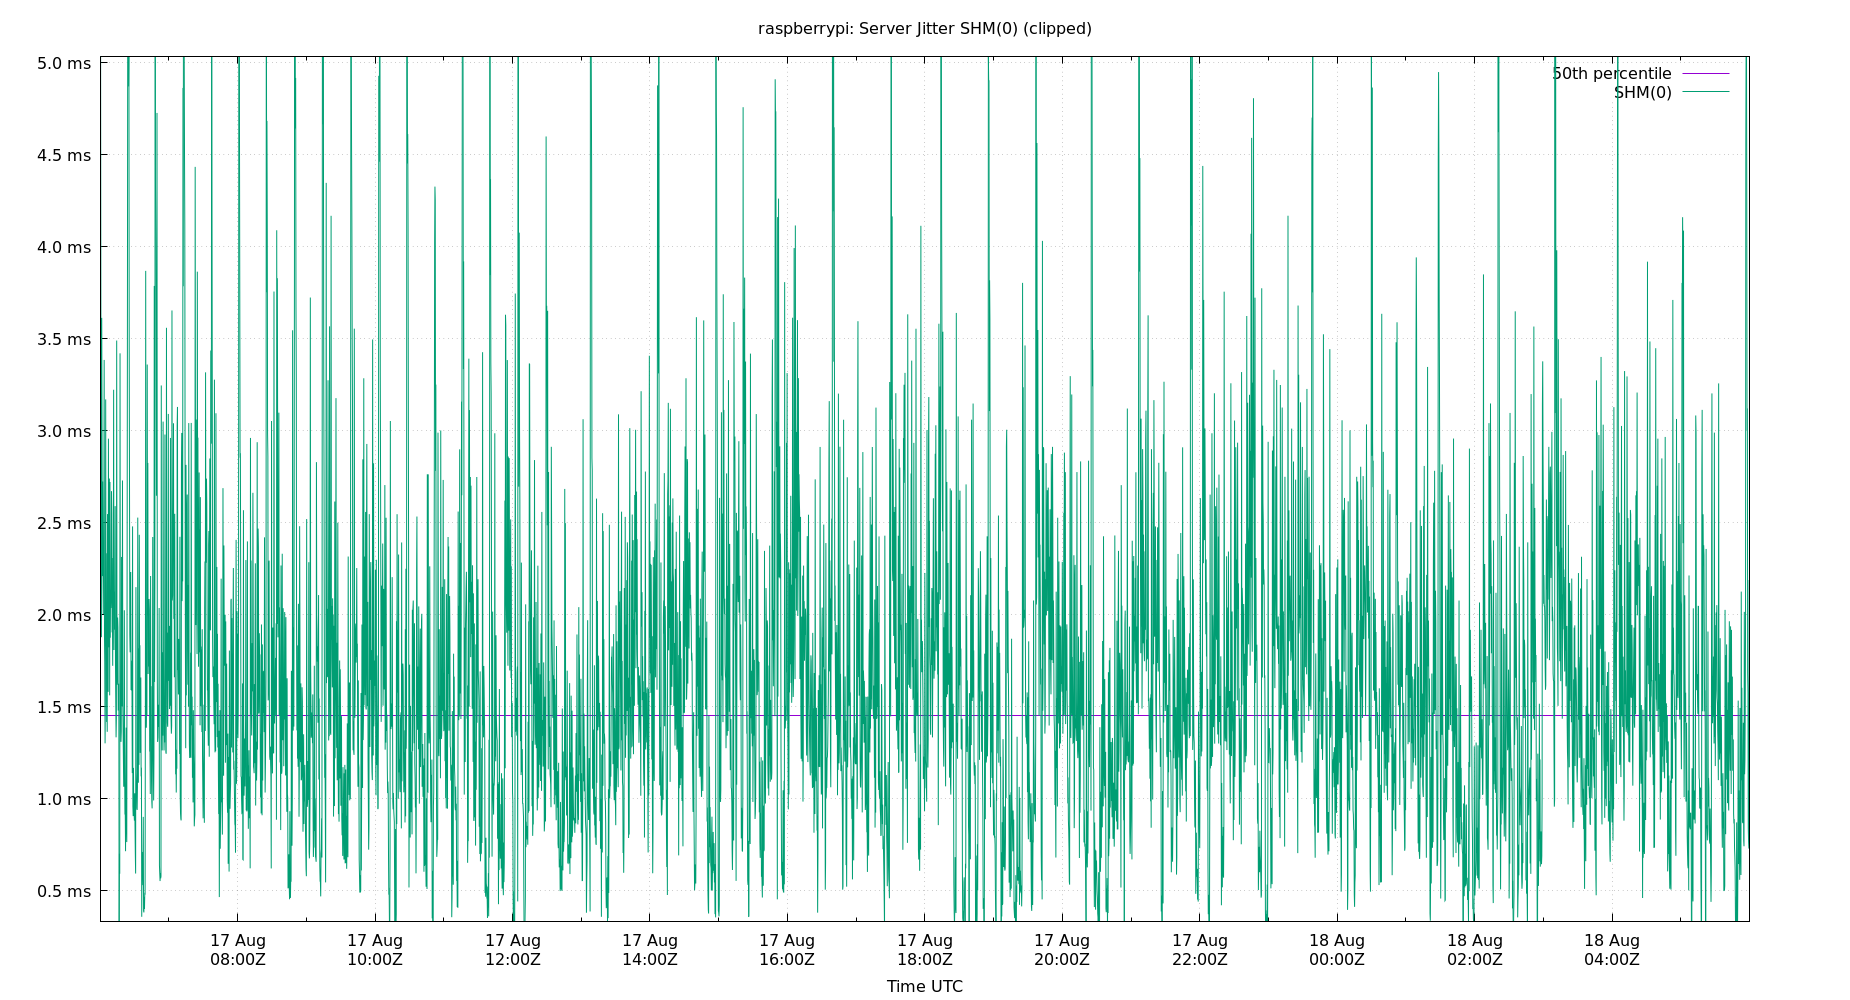 raspberrypi: Server Jitter SHM(0) (clipped)
5.0 ms
4.5 ms
4.0 ms
3.5 ms
3.0 ms
2.5 ms
2.0 ms
1.5 ms
1.0 ms
0.5 ms
50th percentile
SHM(0)
17 Aug 17 Aug 17 Aug 17 Aug 17 Aug 17 Aug 17 Aug 17 Aug 18 Aug 18 Aug 18 Aug
08:00Z 10:00Z 12:00Z 14:00Z 16:00Z 18:00Z 20:00Z 22:00Z 00:00Z 02:00Z 04:00Z
Time UTC